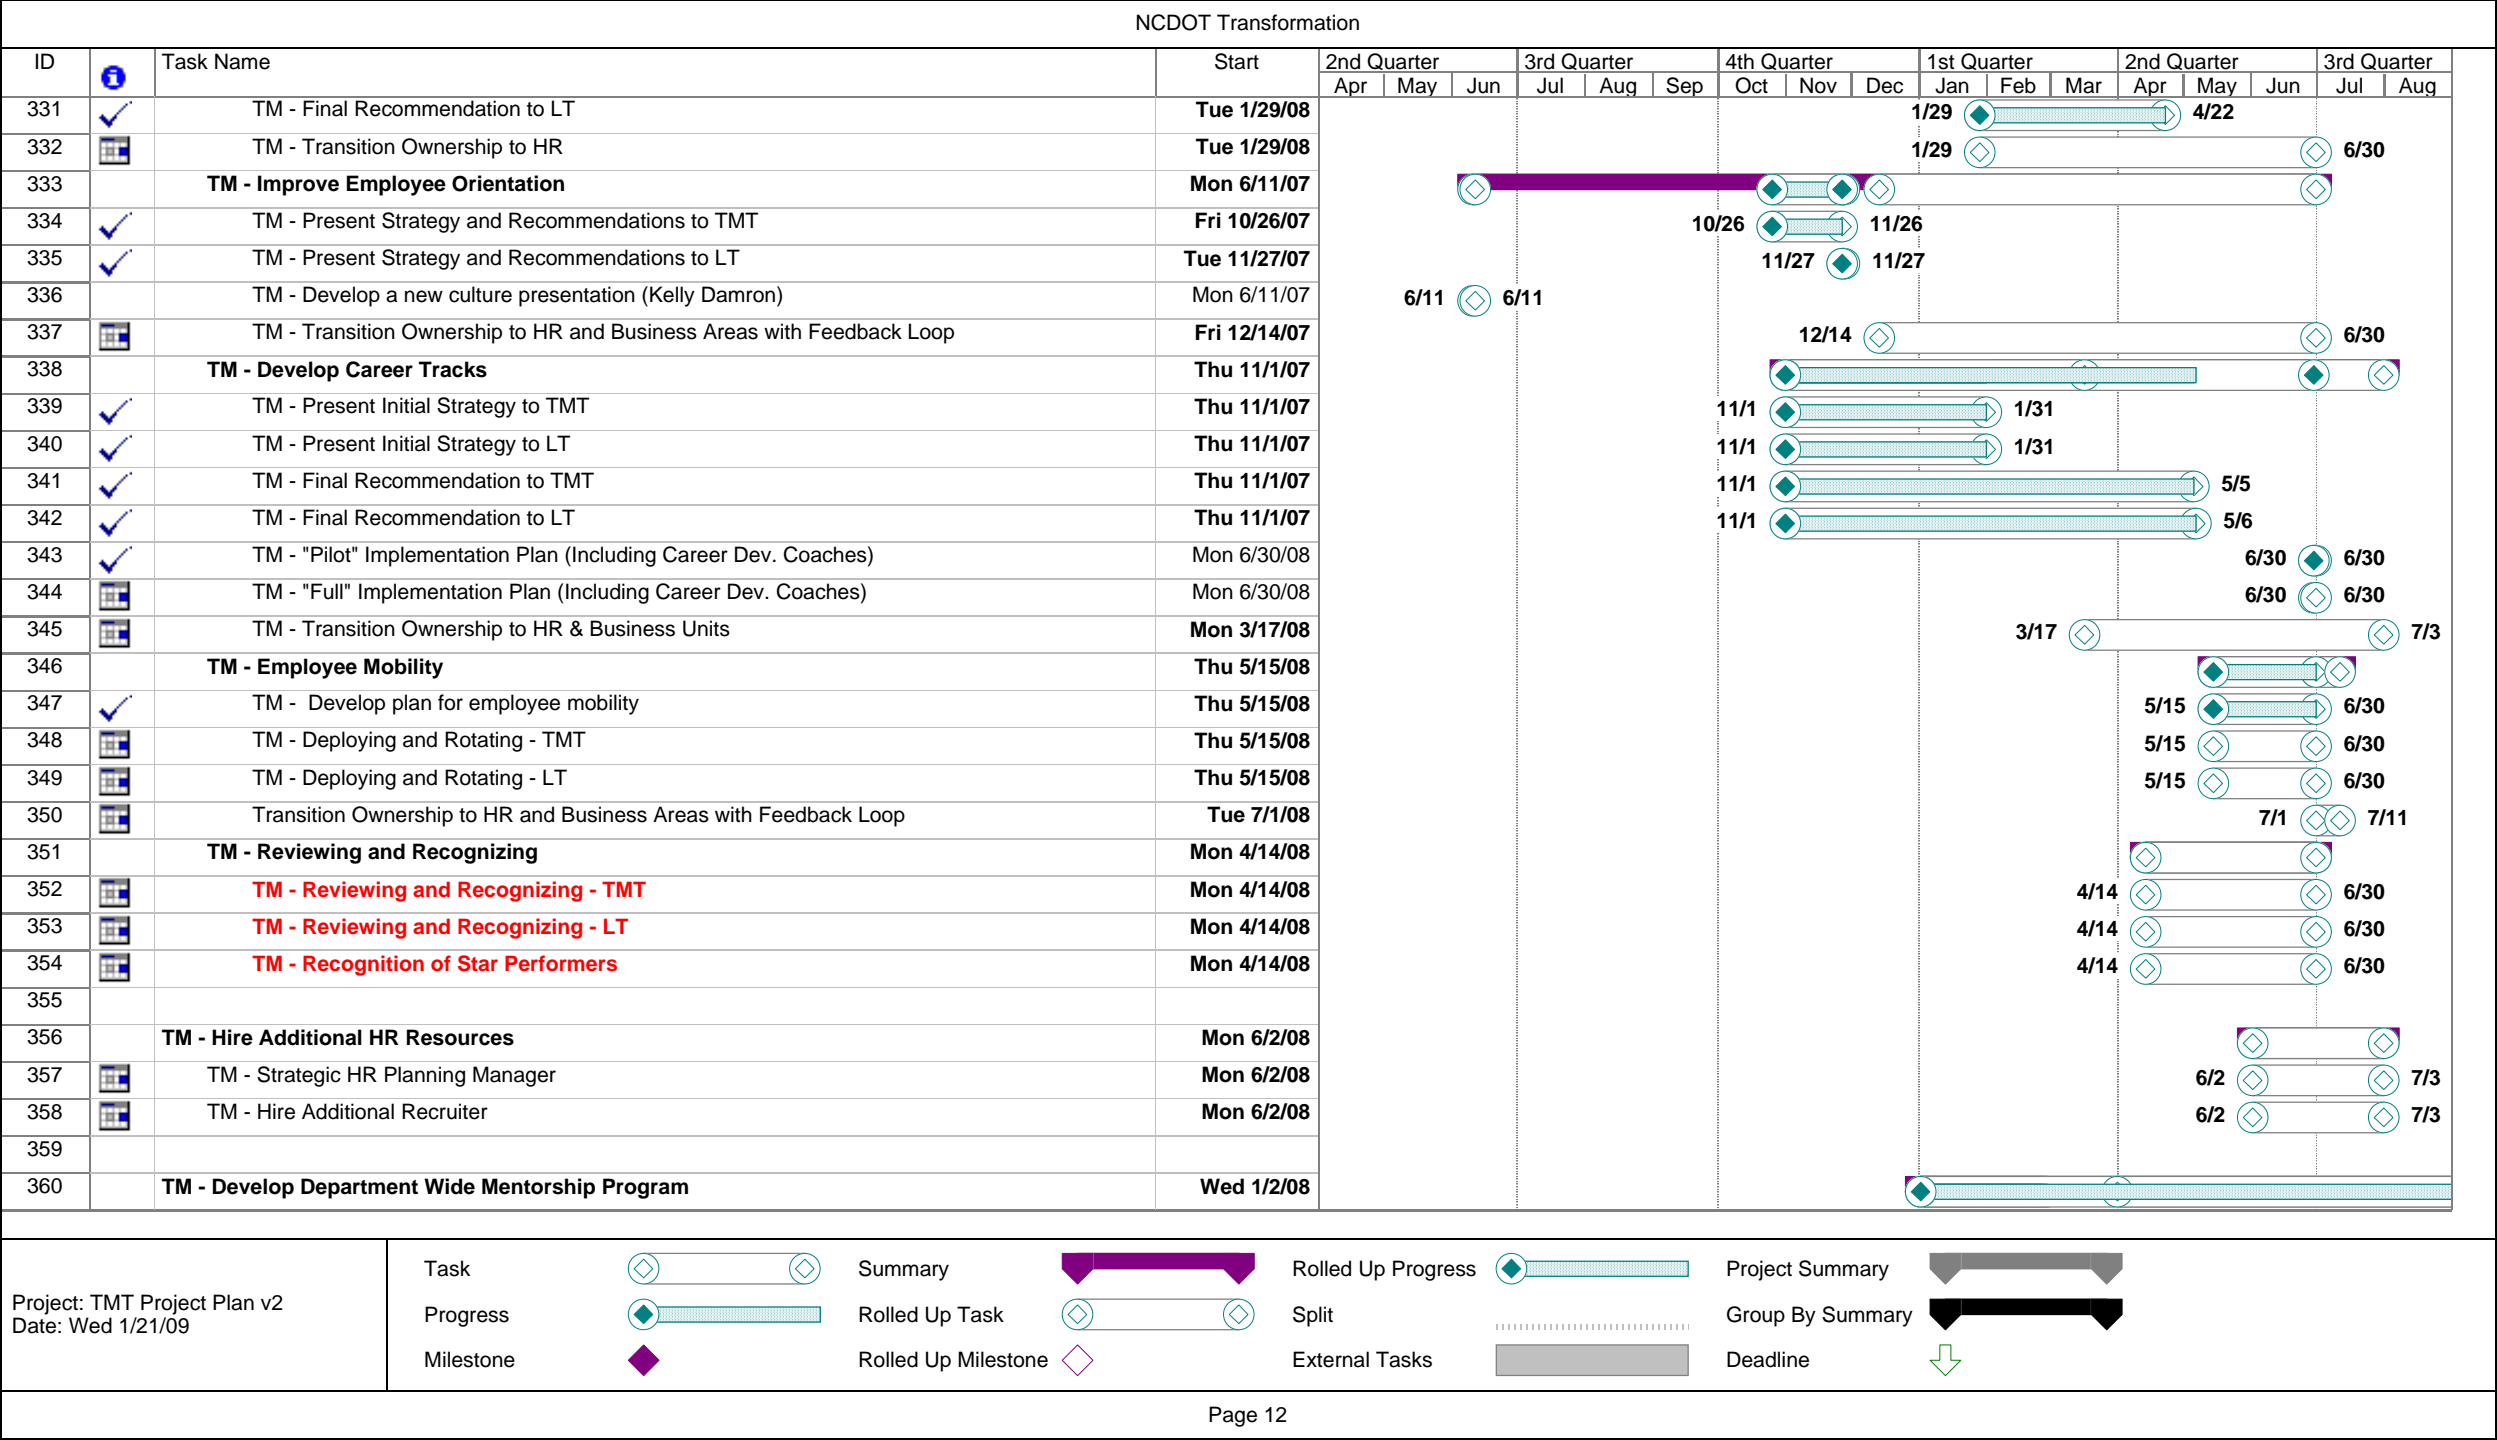 NCDOT Transformation
ID Task Name Start 2nd Quarter 3rd Quarter 4th Quarter 1st Quarter 2nd Quarter 3rd Quarter
Apr May Jun Jul Aug Sep Oct Nov Dec Jan Feb Mar Apr May Jun Jul Aug
331 TM - Final Recommendation to LT Tue 1/29/08 1/29 4/22
332 TM - Transition Ownership to HR Tue 1/29/08 1/29 6/30
333 TM - Improve Employee Orientation Mon 6/11/07
334 TM - Present Strategy and Recommendations to TMT Fri 10/26/07 10/26 11/26
335 TM - Present Strategy and Recommendations to LT Tue 11/27/07 11/27 11/27
336 TM - Develop a new culture presentation (Kelly Damron) Mon 6/11/07 6/11 6/11
337 TM - Transition Ownership to HR and Business Areas with Feedback Loop Fri 12/14/07 12/14 6/30
338 TM - Develop Career Tracks Thu 11/1/07
339 TM - Present Initial Strategy to TMT Thu 11/1/07 11/1 1/31
340 TM - Present Initial Strategy to LT Thu 11/1/07 11/1 1/31
341 TM - Final Recommendation to TMT Thu 11/1/07 11/1 5/5
342 TM - Final Recommendation to LT Thu 11/1/07 11/1 5/6
343 TM - "Pilot" Implementation Plan (Including Career Dev. Coaches) Mon 6/30/08 6/30 6/30
344 TM - "Full" Implementation Plan (Including Career Dev. Coaches) Mon 6/30/08 6/30 6/30
345 TM - Transition Ownership to HR & Business Units Mon 3/17/08 3/17 7/3
346 TM - Employee Mobility Thu 5/15/08
347 TM - Develop plan for employee mobility Thu 5/15/08 5/15 6/30
348 TM - Deploying and Rotating - TMT Thu 5/15/08 5/15 6/30
349 TM - Deploying and Rotating - LT Thu 5/15/08 5/15 6/30
350 Transition Ownership to HR and Business Areas with Feedback Loop Tue 7/1/08 7/1 7/11
351 TM - Reviewing and Recognizing Mon 4/14/08
352 TM - Reviewing and Recognizing - TMT Mon 4/14/08 4/14 6/30
353 TM - Reviewing and Recognizing - LT Mon 4/14/08 4/14 6/30
354 TM - Recognition of Star Performers Mon 4/14/08 4/14 6/30
355
356 TM - Hire Additional HR Resources Mon 6/2/08
357 TM - Strategic HR Planning Manager Mon 6/2/08 6/2 7/3
358 TM - Hire Additional Recruiter Mon 6/2/08 6/2 7/3
359
360 TM - Develop Department Wide Mentorship Program Wed 1/2/08
Project: TMT Project Plan v2
Date: Wed 1/21/09
Task Summary Rolled Up Progress Project Summary
Progress Rolled Up Task Split Group By Summary
Milestone Rolled Up Milestone External Tasks Deadline
Page 12